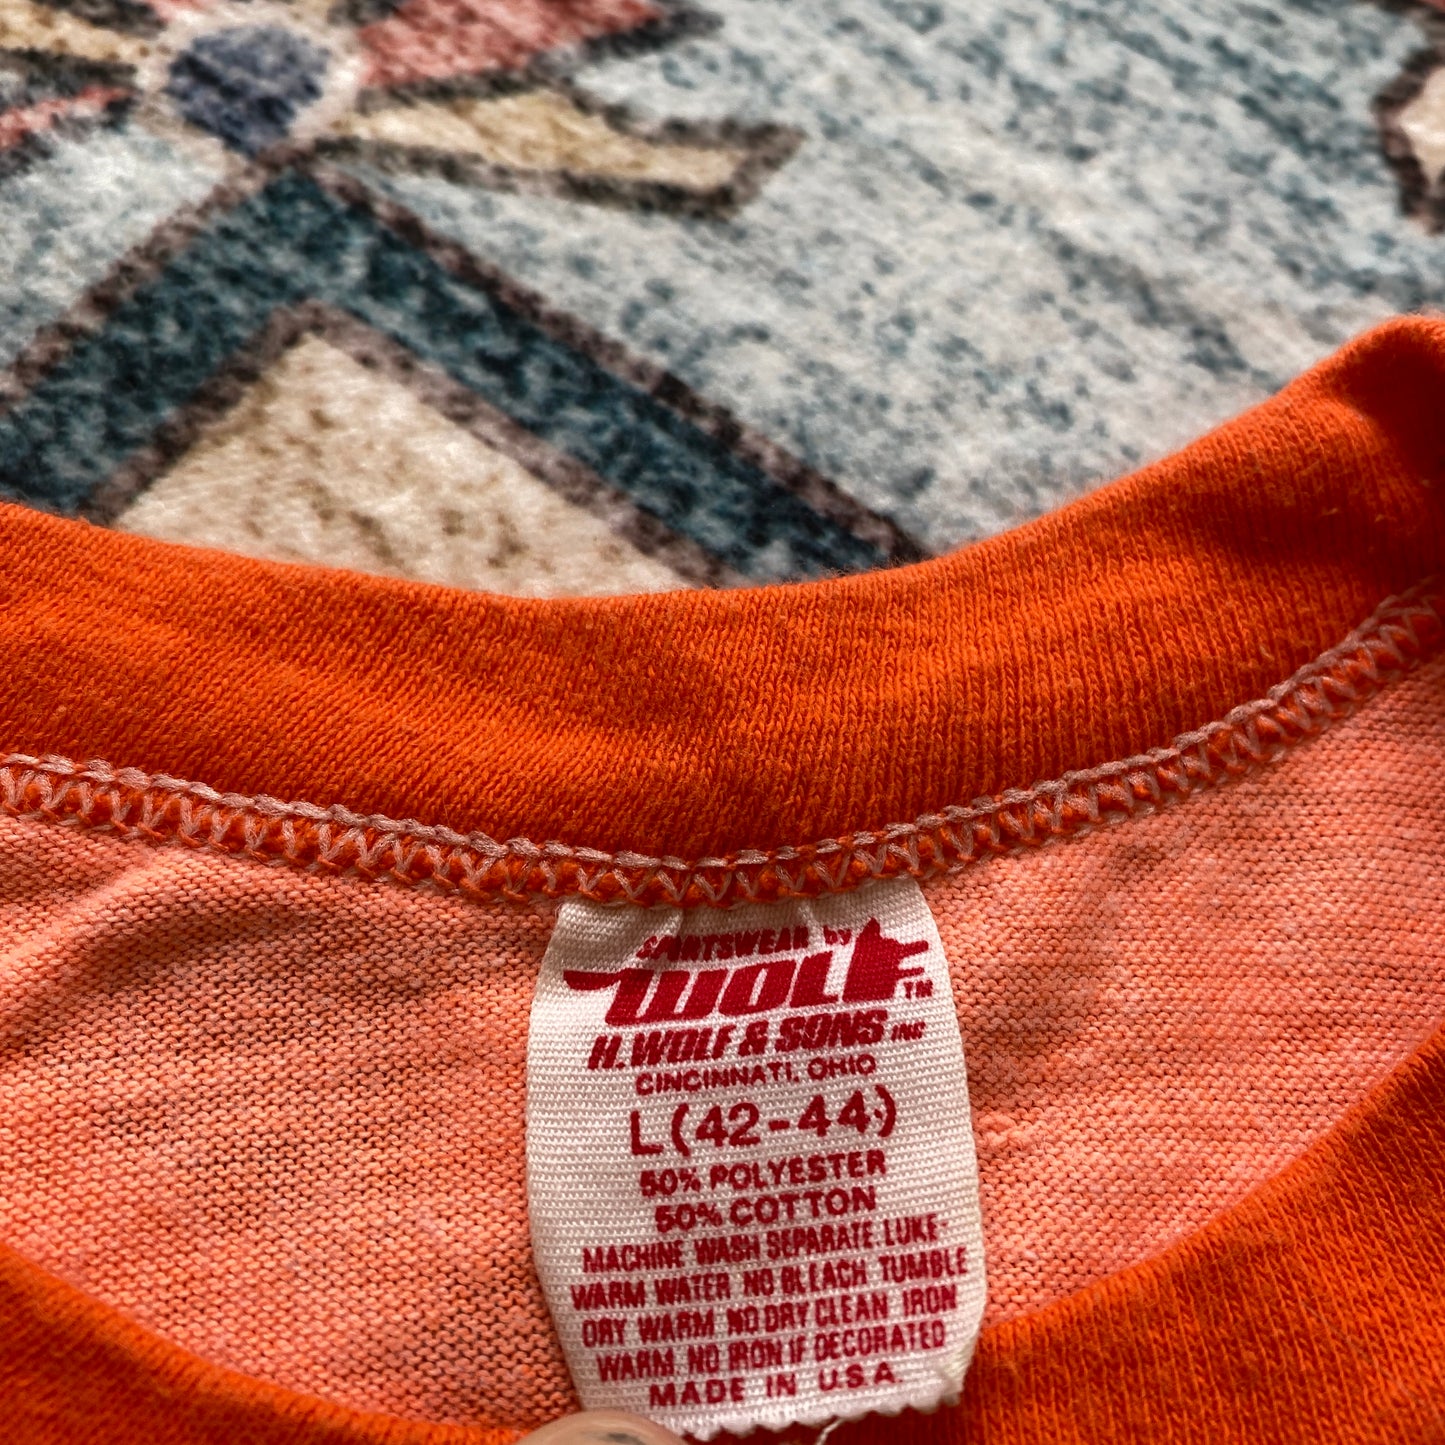 SPORTSWEAR by
WOLF TM
H. WOLF & SONS INC
CINCINNATI, OHIO
L (42-44)
50% POLYESTER
50% COTTON
MACHINE WASH SEPARATE LUKE-
WARM WATER NO BLEACH TUMBLE
DRY WARM NO DRY CLEAN IRON
WARM NO IRON IF DECORATED
MADE IN U.S.A.